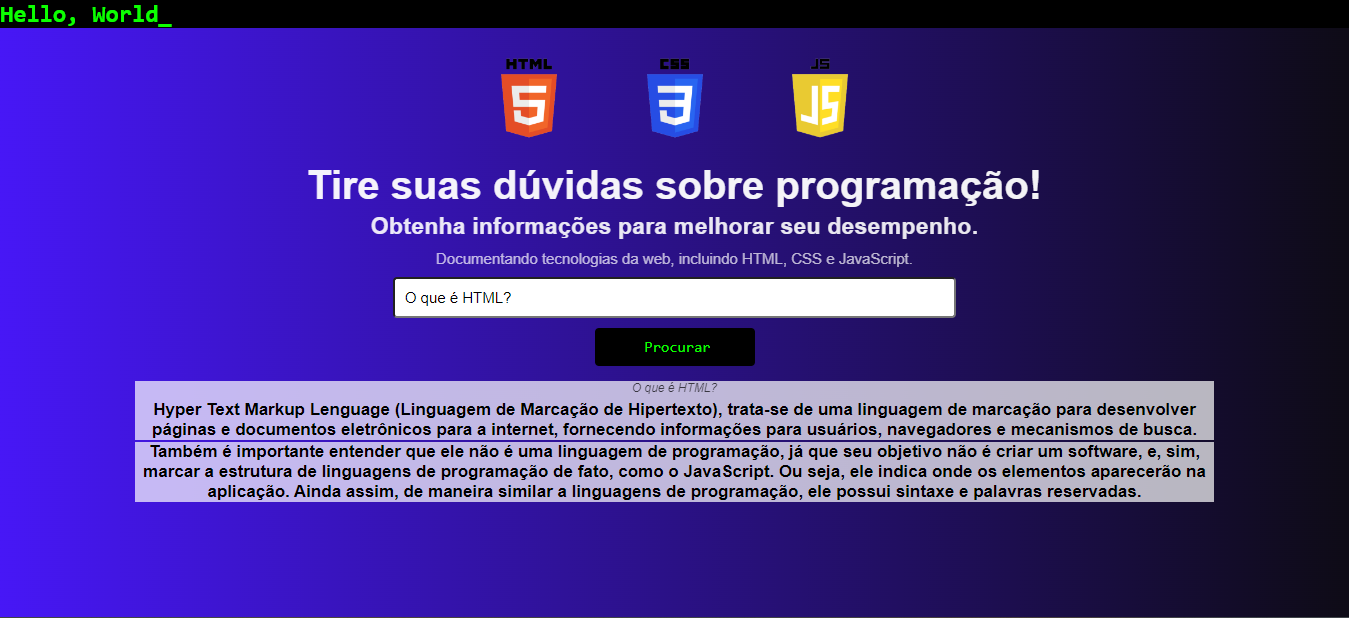 Hello, World_
HTML CSS JS
5 3 JS
Tire suas dúvidas sobre programação!
Obtenha informações para melhorar seu desempenho.
Documentando tecnologias da web, incluindo HTML, CSS e JavaScript.
O que é HTML?
Procurar
O que é HTML?
Hyper Text Markup Lenguage (Linguagem de Marcação de Hipertexto), trata-se de uma linguagem de marcação para desenvolver
páginas e documentos eletrônicos para a internet, fornecendo informações para usuários, navegadores e mecanismos de busca.
Também é importante entender que ele não é uma linguagem de programação, já que seu objetivo não é criar um software, e, sim,
marcar a estrutura de linguagens de programação de fato, como o JavaScript. Ou seja, ele indica onde os elementos aparecerão na
aplicação. Ainda assim, de maneira similar a linguagens de programação, ele possui sintaxe e palavras reservadas.